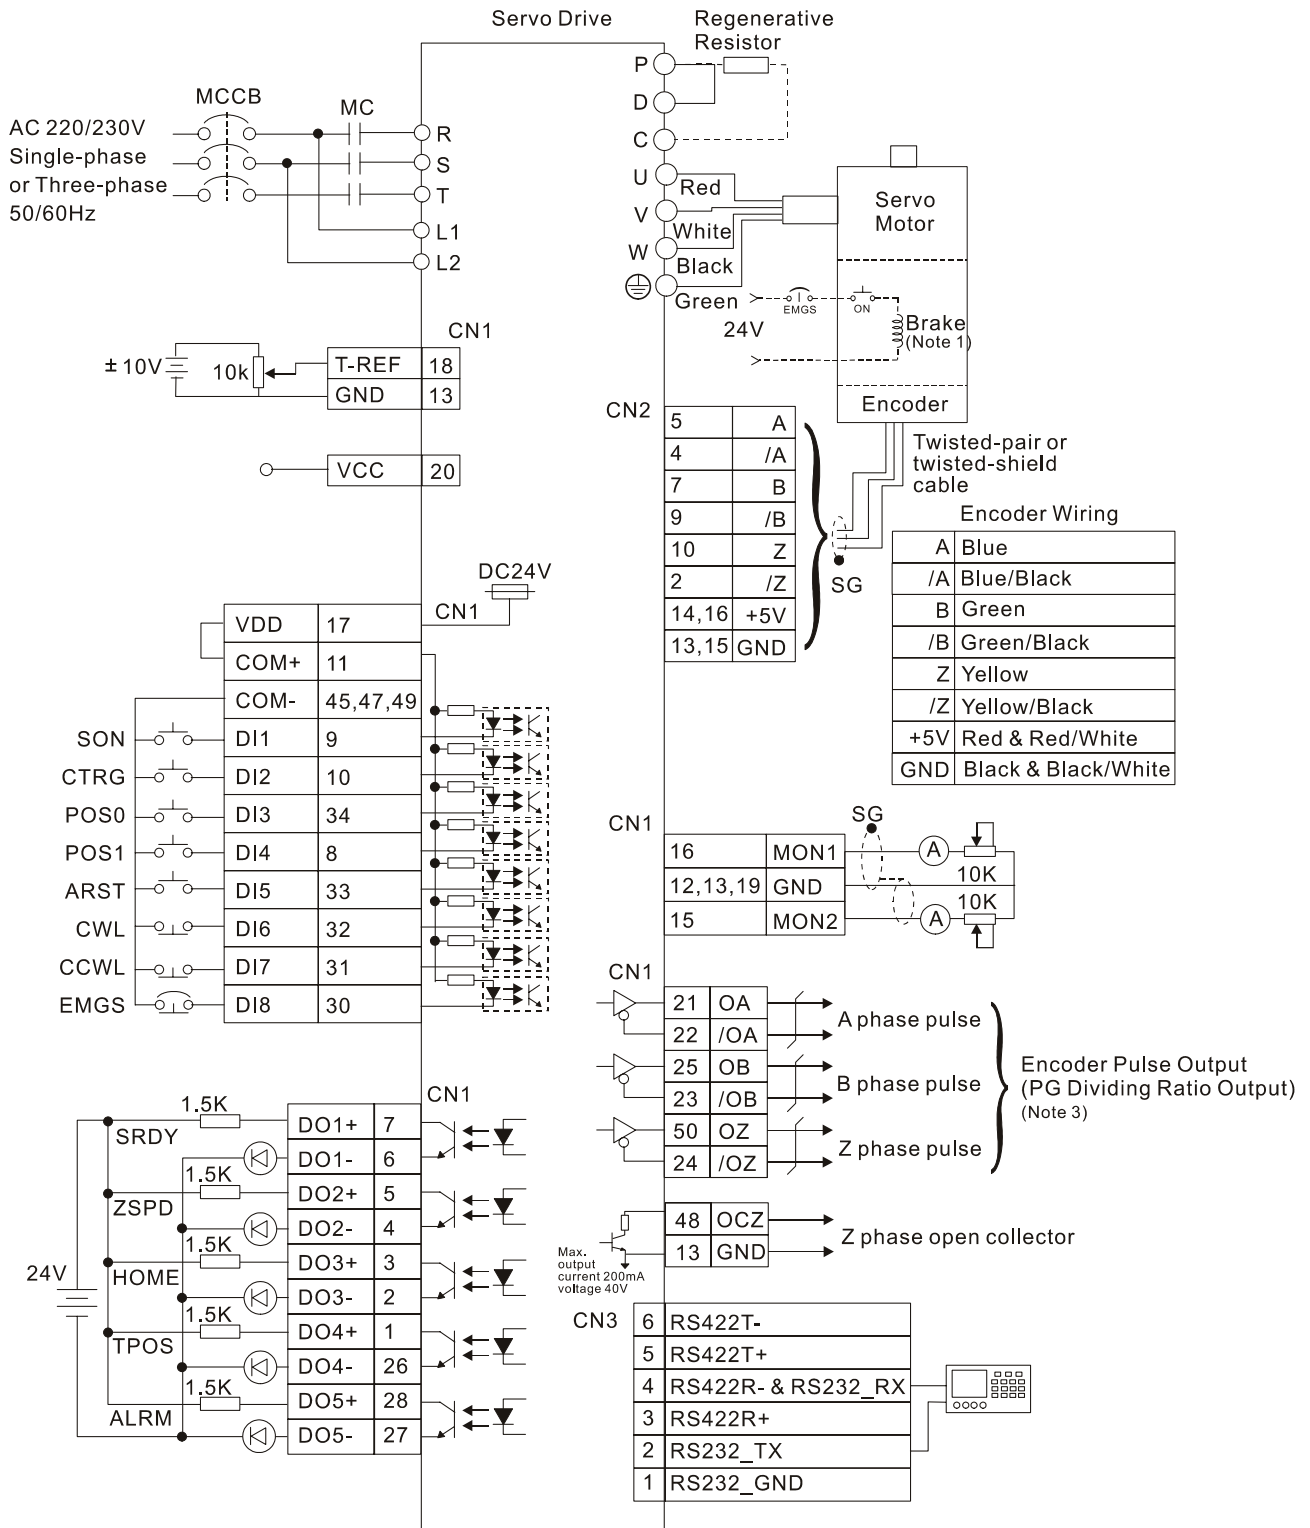 Servo Drive
Regenerative
Resistor
MCCB
MC
AC 220/230V
Single-phase
or Three-phase
50/60Hz
R
S
T
L1
L2
P
D
C
U
V
W
Red
White
Black
Green
Servo
Motor
EMGS
ON
24V
Brake
(Note 1)
Encoder
CN1
± 10V
10k
T-REF 18
GND 13
VCC 20
CN2
5 A
4 /A
7 B
9 /B
10 Z
2 /Z
14,16 +5V
13,15 GND
SG
Twisted-pair or
twisted-shield
cable
Encoder Wiring
A Blue
/A Blue/Black
B Green
/B Green/Black
Z Yellow
/Z Yellow/Black
+5V Red & Red/White
GND Black & Black/White
DC24V
CN1
VDD 17
COM+ 11
COM- 45,47,49
SON DI1 9
CTRG DI2 10
POS0 DI3 34
POS1 DI4 8
ARST DI5 33
CWL DI6 32
CCWL DI7 31
EMGS DI8 30
CN1
SG
16 MON1
12,13,19 GND
15 MON2
A
10K
10K
A
CN1
21 OA
22 /OA
A phase pulse
25 OB
23 /OB
B phase pulse
50 OZ
24 /OZ
Z phase pulse
Encoder Pulse Output
(PG Dividing Ratio Output)
(Note 3)
48 OCZ
13 GND
Z phase open collector
Max.
output
current 200mA
voltage 40V
CN1
24V
1.5K
SRDY
DO1+ 7
DO1- 6
1.5K
ZSPD
DO2+ 5
DO2- 4
1.5K
HOME
DO3+ 3
DO3- 2
1.5K
TPOS
DO4+ 1
DO4- 26
1.5K
ALRM
DO5+ 28
DO5- 27
CN3
6 RS422T-
5 RS422T+
4 RS422R- & RS232_RX
3 RS422R+
2 RS232_TX
1 RS232_GND